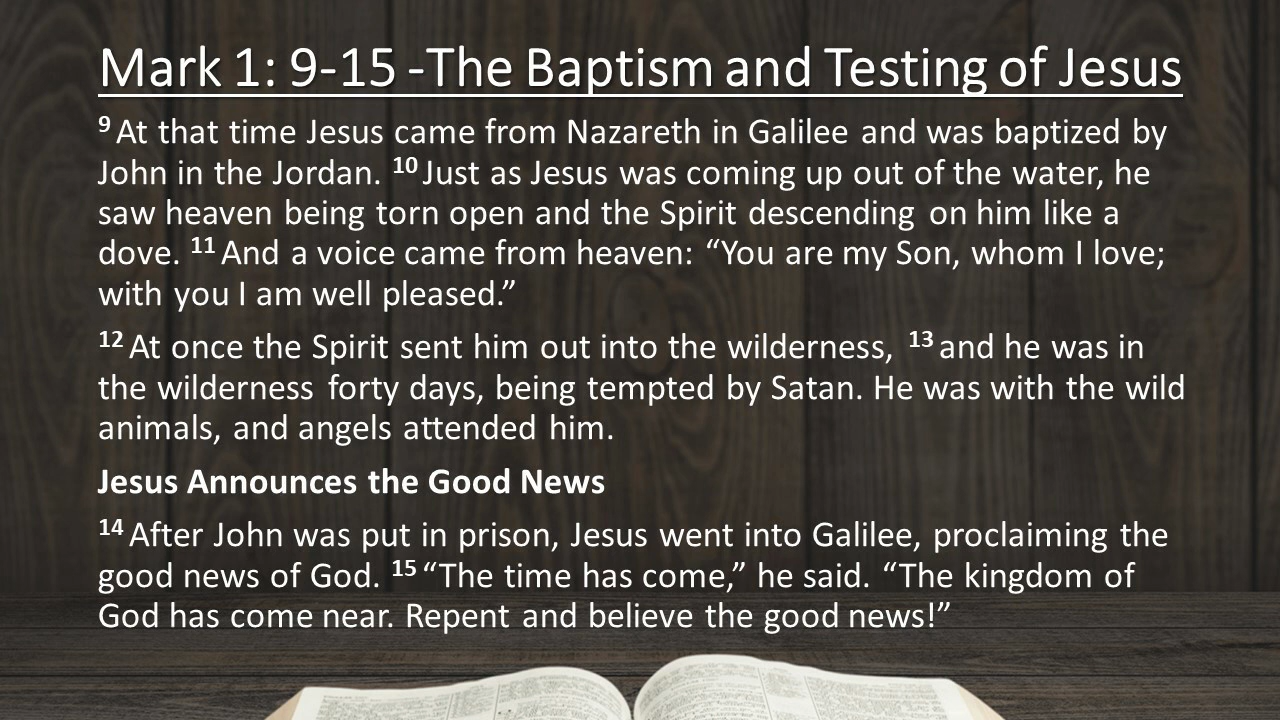 Mark 1: 9-15 -The Baptism and Testing of Jesus
9 At that time Jesus came from Nazareth in Galilee and was baptized by
John in the Jordan. 10 Just as Jesus was coming up out of the water, he
saw heaven being torn open and the Spirit descending on him like a
dove. 11 And a voice came from heaven: “You are my Son, whom I love;
with you I am well pleased.”
12 At once the Spirit sent him out into the wilderness, 13 and he was in
the wilderness forty days, being tempted by Satan. He was with the wild
animals, and angels attended him.
Jesus Announces the Good News
14 After John was put in prison, Jesus went into Galilee, proclaiming the
good news of God. 15 “The time has come,” he said. “The kingdom of
God has come near. Repent and believe the good news!”